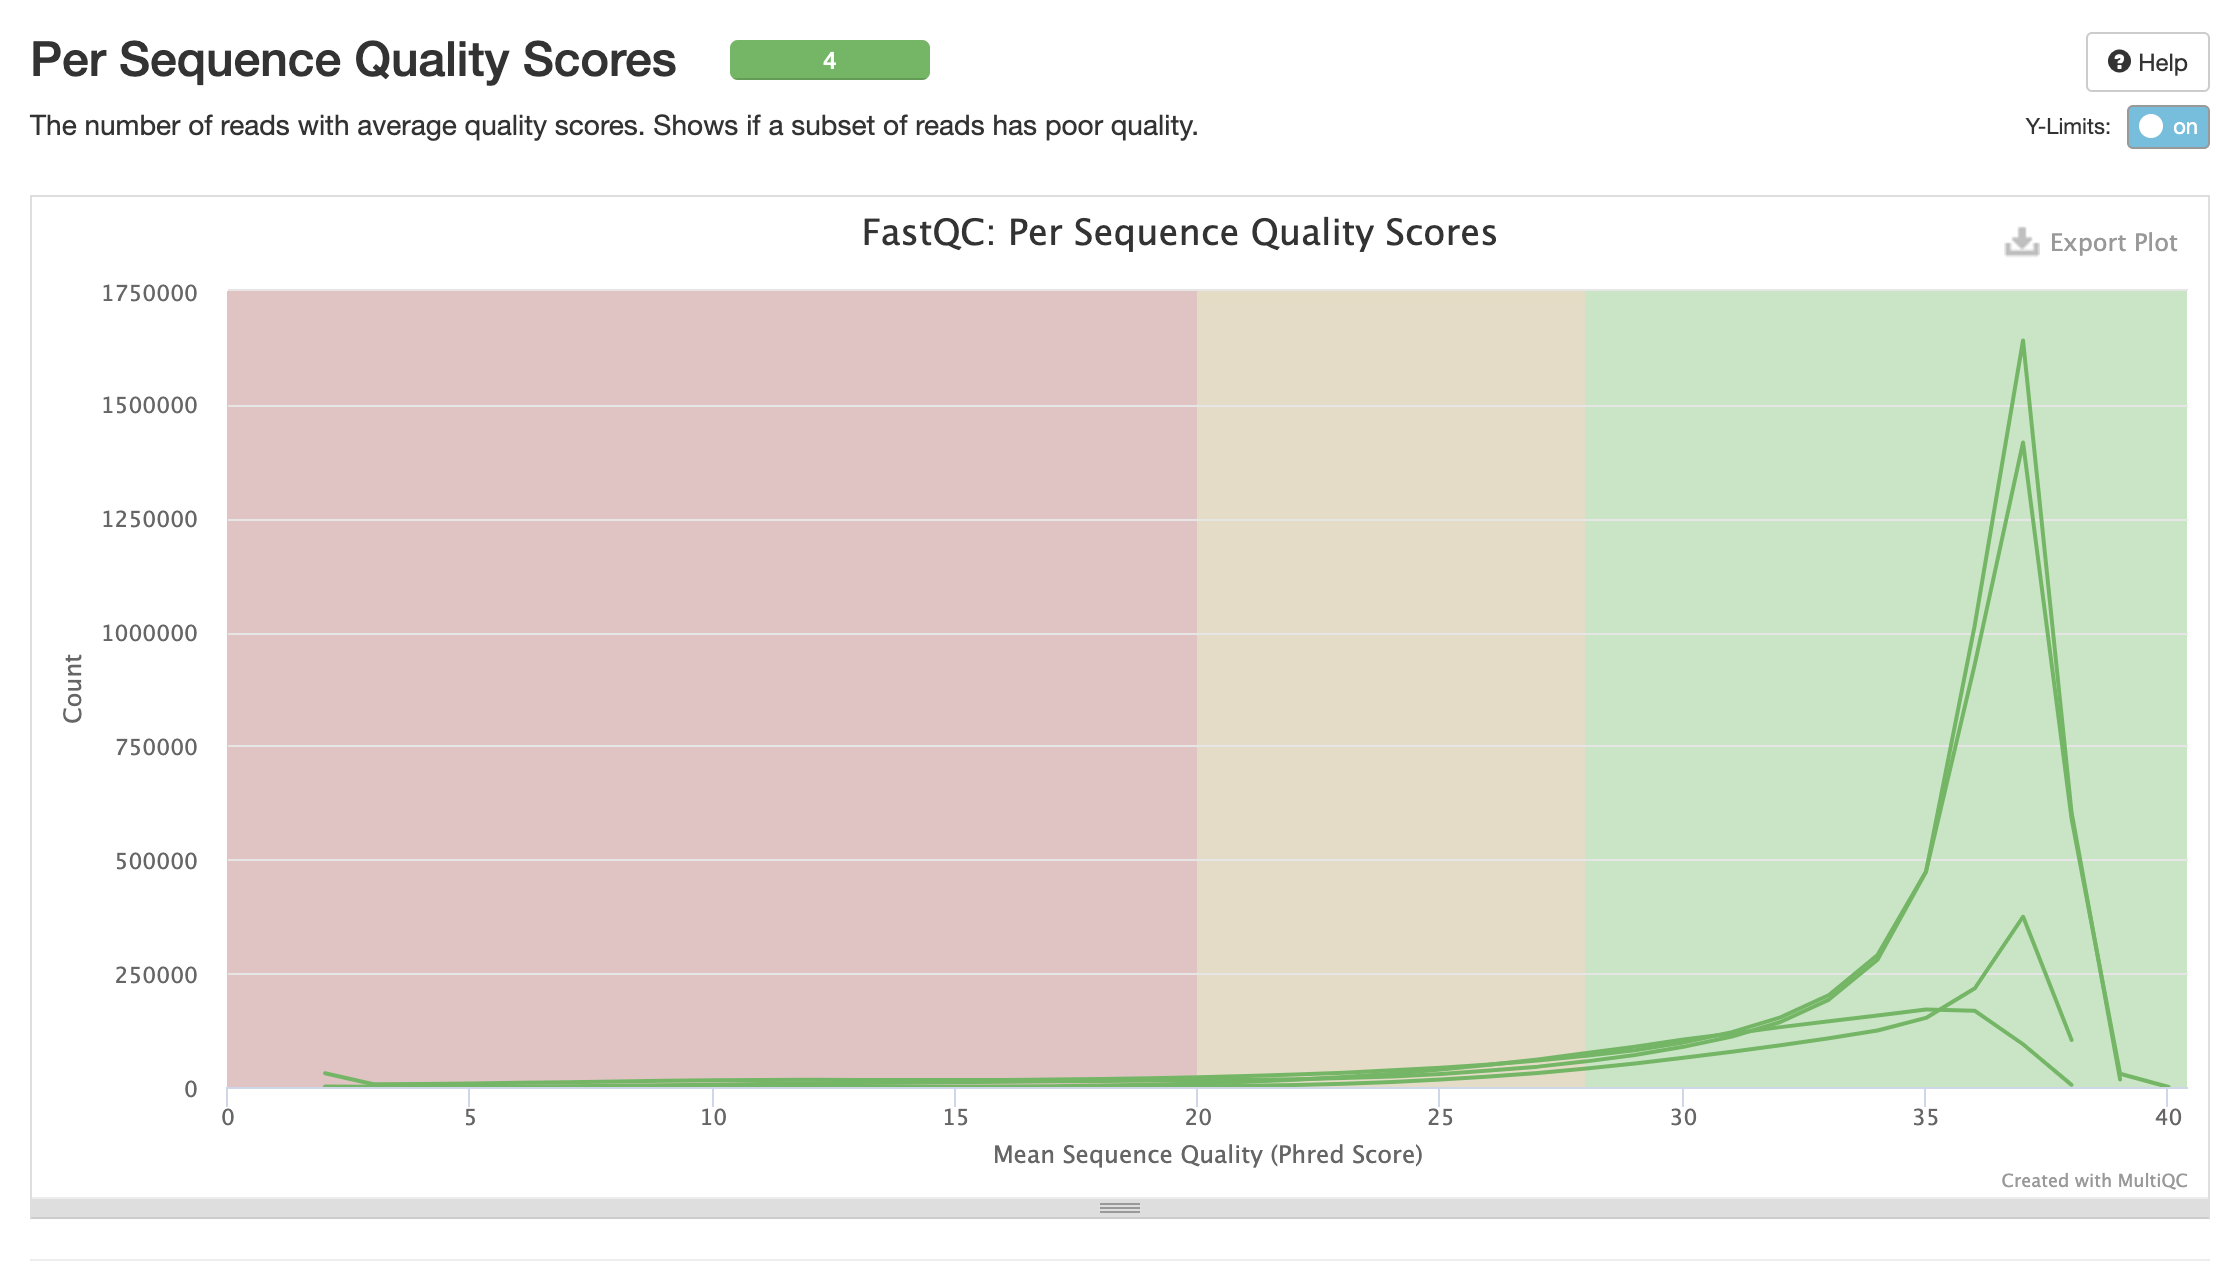 Per Sequence Quality Scores
4
Help
The number of reads with average quality scores. Shows if a subset of reads has poor quality.
Y-Limits: on
FastQC: Per Sequence Quality Scores
Export Plot
1750000
1500000
1250000
1000000
750000
500000
250000
0
Count
0 5 10 15 20 25 30 35 40
Mean Sequence Quality (Phred Score)
Created with MultiQC